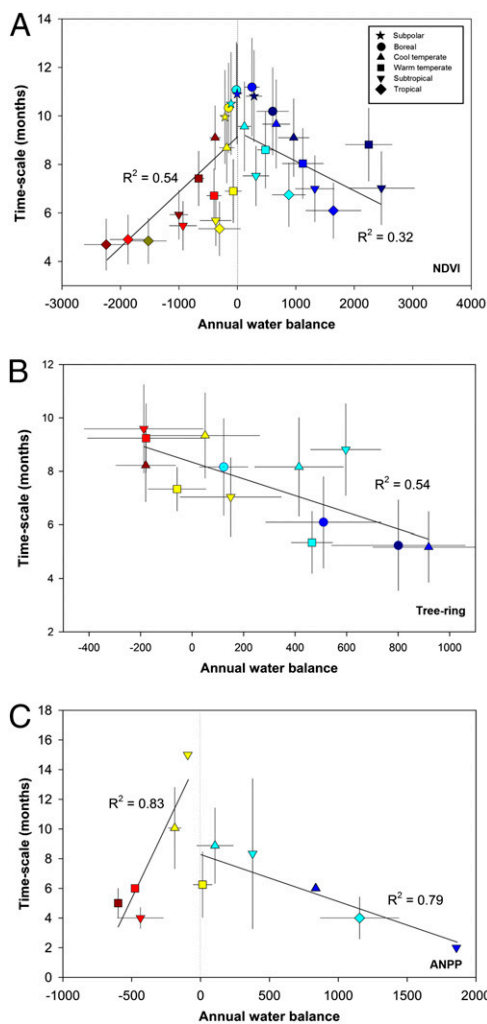 A
Subpolar
Boreal
Cool temperate
Warm temperate
Subtropical
Tropical
14
12
10
8
6
4
Time-scale (months)
R² = 0.54
R² = 0.32
NDVI
-3000 -2000 -1000 0 1000 2000 3000 4000
Annual water balance
B
12
10
8
6
4
2
Time-scale (months)
R² = 0.54
Tree-ring
-400 -200 0 200 400 600 800 1000
Annual water balance
C
18
16
14
12
10
8
6
4
2
0
Time-scale (months)
R² = 0.83
R² = 0.79
ANPP
-1000 -500 0 500 1000 1500 2000
Annual water balance